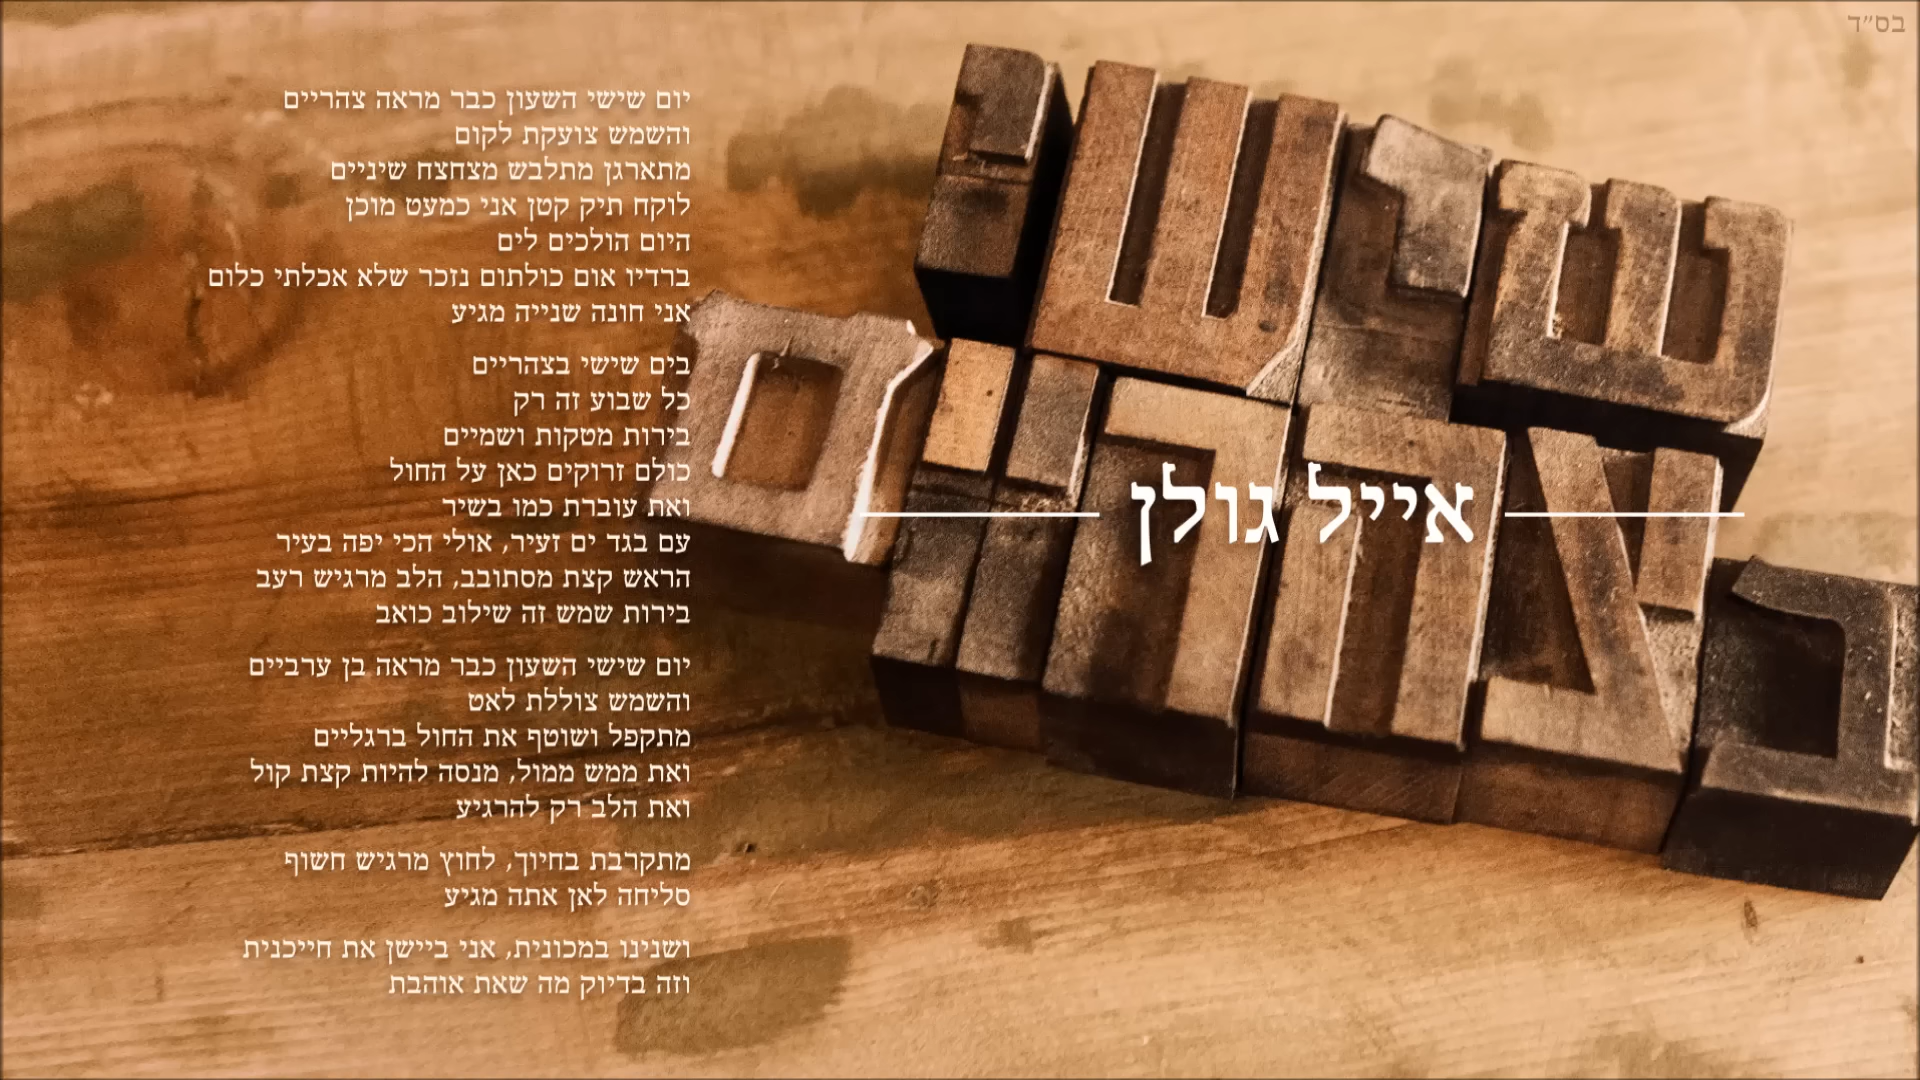 בס״ד
שישי
בצהריים
אייל גולן
יום שישי השעון כבר מראה צהריים
והשמש צועקת לקום
מתארגן מתלבש מצחצח שיניים
לוקח תיק קטן אני כמעט מוכן
היום הולכים לים
ברדיו אום כולתום נזכר שלא אכלתי כלום
אני חונה שנייה מגיע
בים שישי בצהריים
כל שבוע זה רק
בירות מטקות ושמיים
כולם זרוקים כאן על החול
ואת עוברת כמו בשיר
עם בגד ים זעיר, אולי הכי יפה בעיר
הראש קצת מסתובב, הלב מרגיש רעב
בירות שמש זה שילוב כואב
יום שישי השעון כבר מראה בן ערביים
והשמש צוללת לאט
מתקפל ושוטף את החול ברגליים
ואת ממש ממול, מנסה להיות קצת קול
ואת הלב רק להרגיע
מתקרבת בחיוך, לחוץ מרגיש חשוף
סליחה לאן אתה מגיע
ושנינו במכונית, אני ביישן את חייכנית
וזה בדיוק מה שאת אוהבת